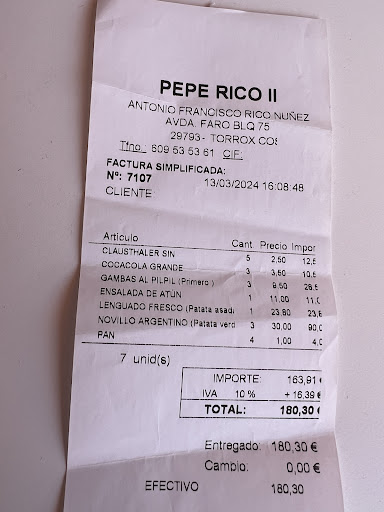 PEPE RICO II
ANTONIO FRANCISCO RICO NUÑEZ
AVDA. FARO BLQ 75
29793- TORROX COS
Tfno.: 609 53 53 61 CIF:
FACTURA SIMPLIFICADA:
Nº: 7107 13/03/2024 16:08:48
CLIENTE
Artículo Cant Precio Impor
CLAUSTHALER SIN 5 2,50 12,5
COCACOLA GRANDE 3 3,50 10,5
GAMBAS AL PILPIL (Primero) 3 9,50 28,5
ENSALADA DE ATÚN 1 11,00 11,0
LENGUADO FRESCO (Patata asada 1 23,80 23,8
NOVILLO ARGENTINO (Patata verd 3 30,00 90,0
PAN 4 1,00 4,0
7 unid(s)
IMPORTE: 163,91 €
IVA 10 % + 16,39 €
TOTAL: 180,30 €
Entregado: 180,30 €
Cambio: 0,00 €
EFECTIVO 180,30